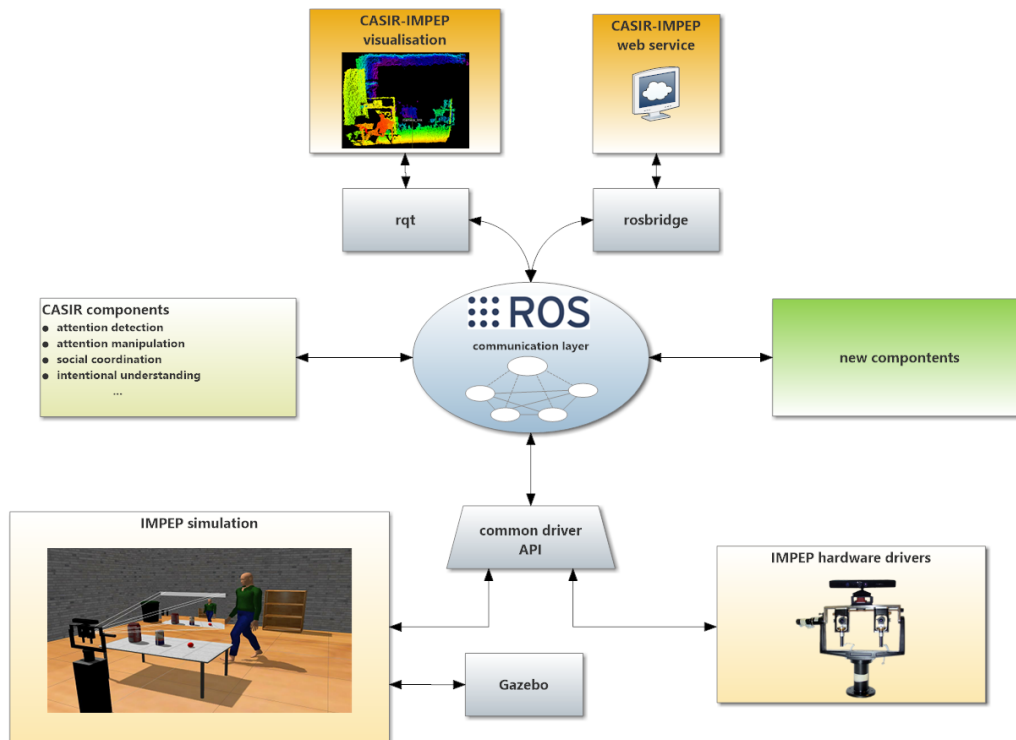 CASIR-IMPEP
visualisation
CASIR-IMPEP
web service
rqt
rosbridge
ROS
communication layer
CASIR components
● attention detection
● attention manipulation
● social coordination
● intentional understanding
...
new compontents
common driver
API
IMPEP simulation
IMPEP hardware drivers
Gazebo